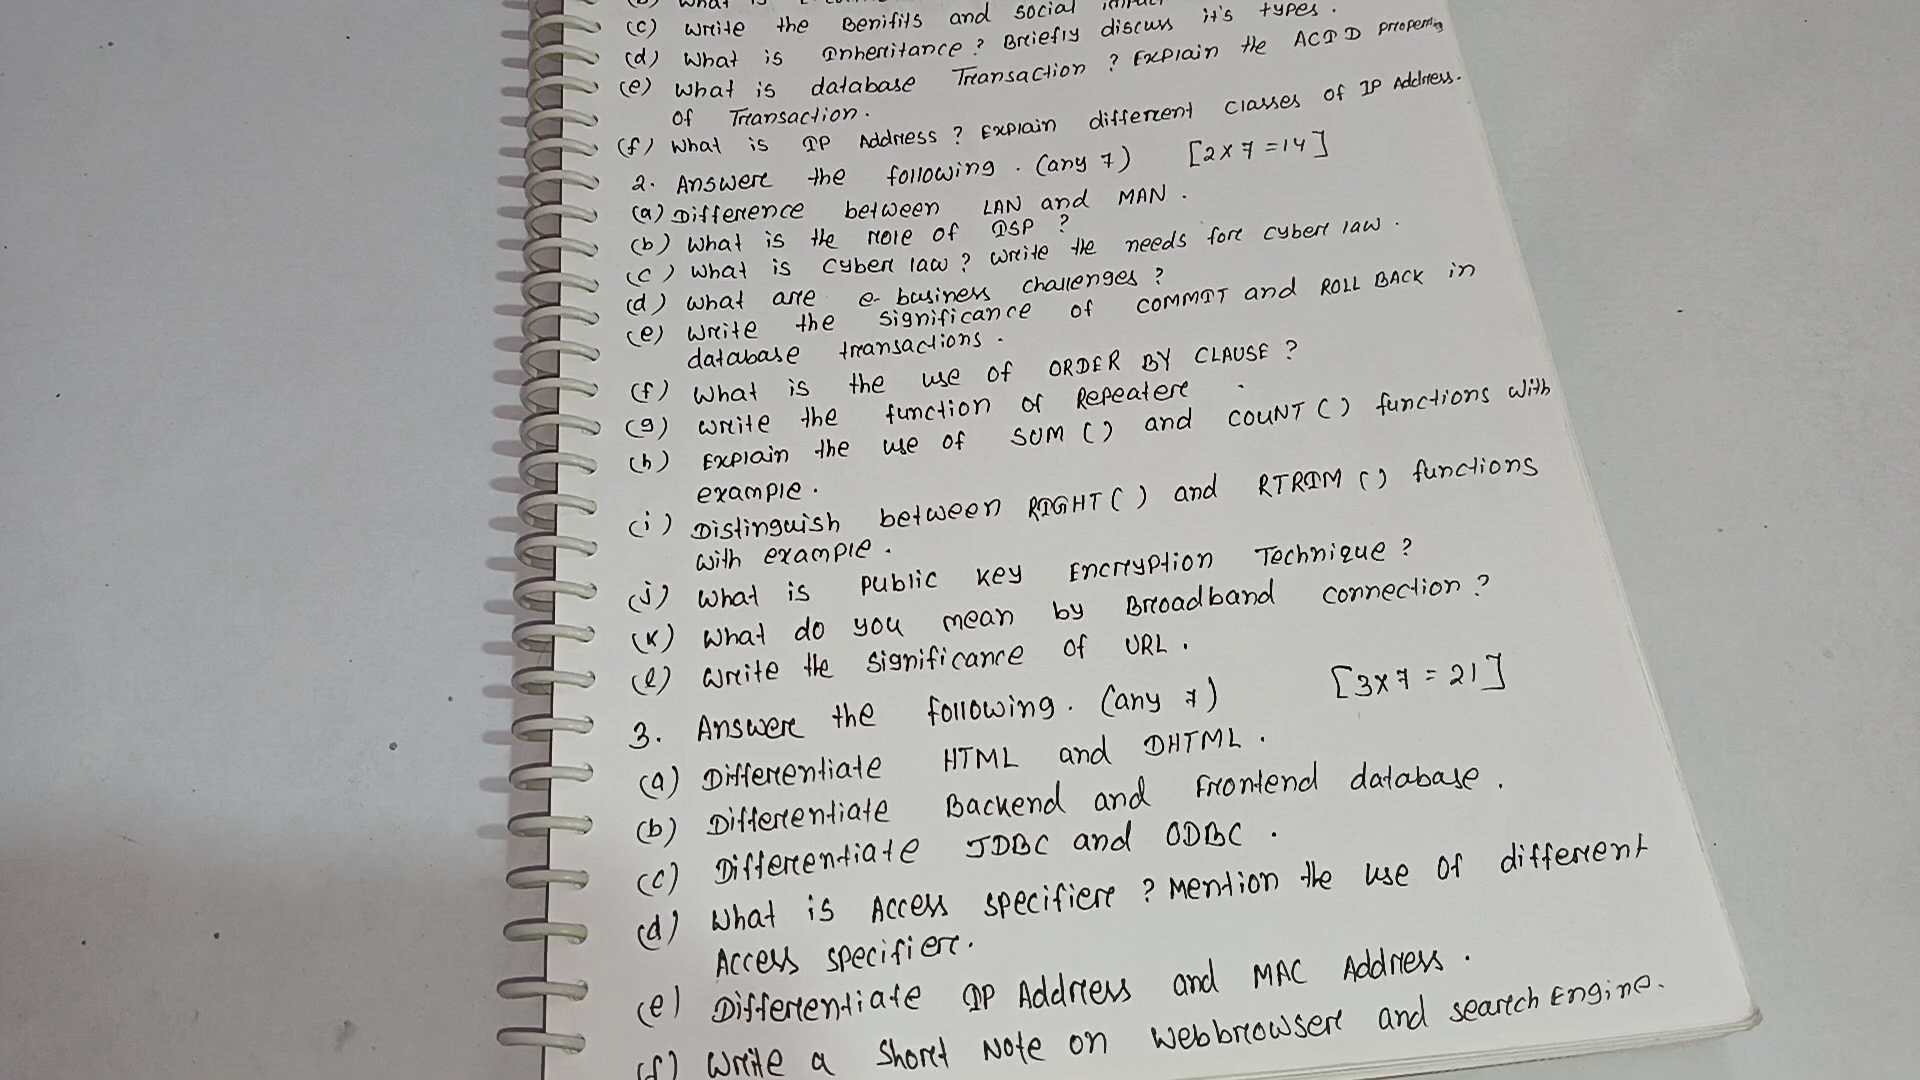 (b) What is
(c) Write the Benifits and social
(d) What is Inheritance? Briefly discuss it's types.
(e) What is database Transaction? Explain the ACID propertis
of Transaction.
(f) What is IP Address? Explain different classes of IP Address.
2. Answer the following. (any 7) [2x7=14]
(a) Difference between LAN and MAN.
(b) What is the role of ISP?
(c) What is Cyber law? Write the needs for cyber law.
(d) What are e-business challenges?
(e) Write the significance of COMMIT and ROLL BACK in
database transactions.
(f) What is the use of ORDER BY CLAUSE?
(g) Write the function of Repeater.
(h) Explain the use of SUM() and COUNT() functions with
example.
(i) Distinguish between RIGHT() and RTRIM() functions
with example.
(j) What is Public key Encryption Technique?
(k) What do you mean by Broadband connection?
(l) Write the significance of URL.
3. Answer the following. (any 7) [3x7=21]
(a) Differentiate HTML and DHTML.
(b) Differentiate Backend and Frontend database.
(c) Differentiate JDBC and ODBC.
(d) What is Access specifier? Mention the use of different
Access specifier.
(e) Differentiate IP Address and MAC Address.
(f) Write a Short Note on Webbrowser and search Engine.